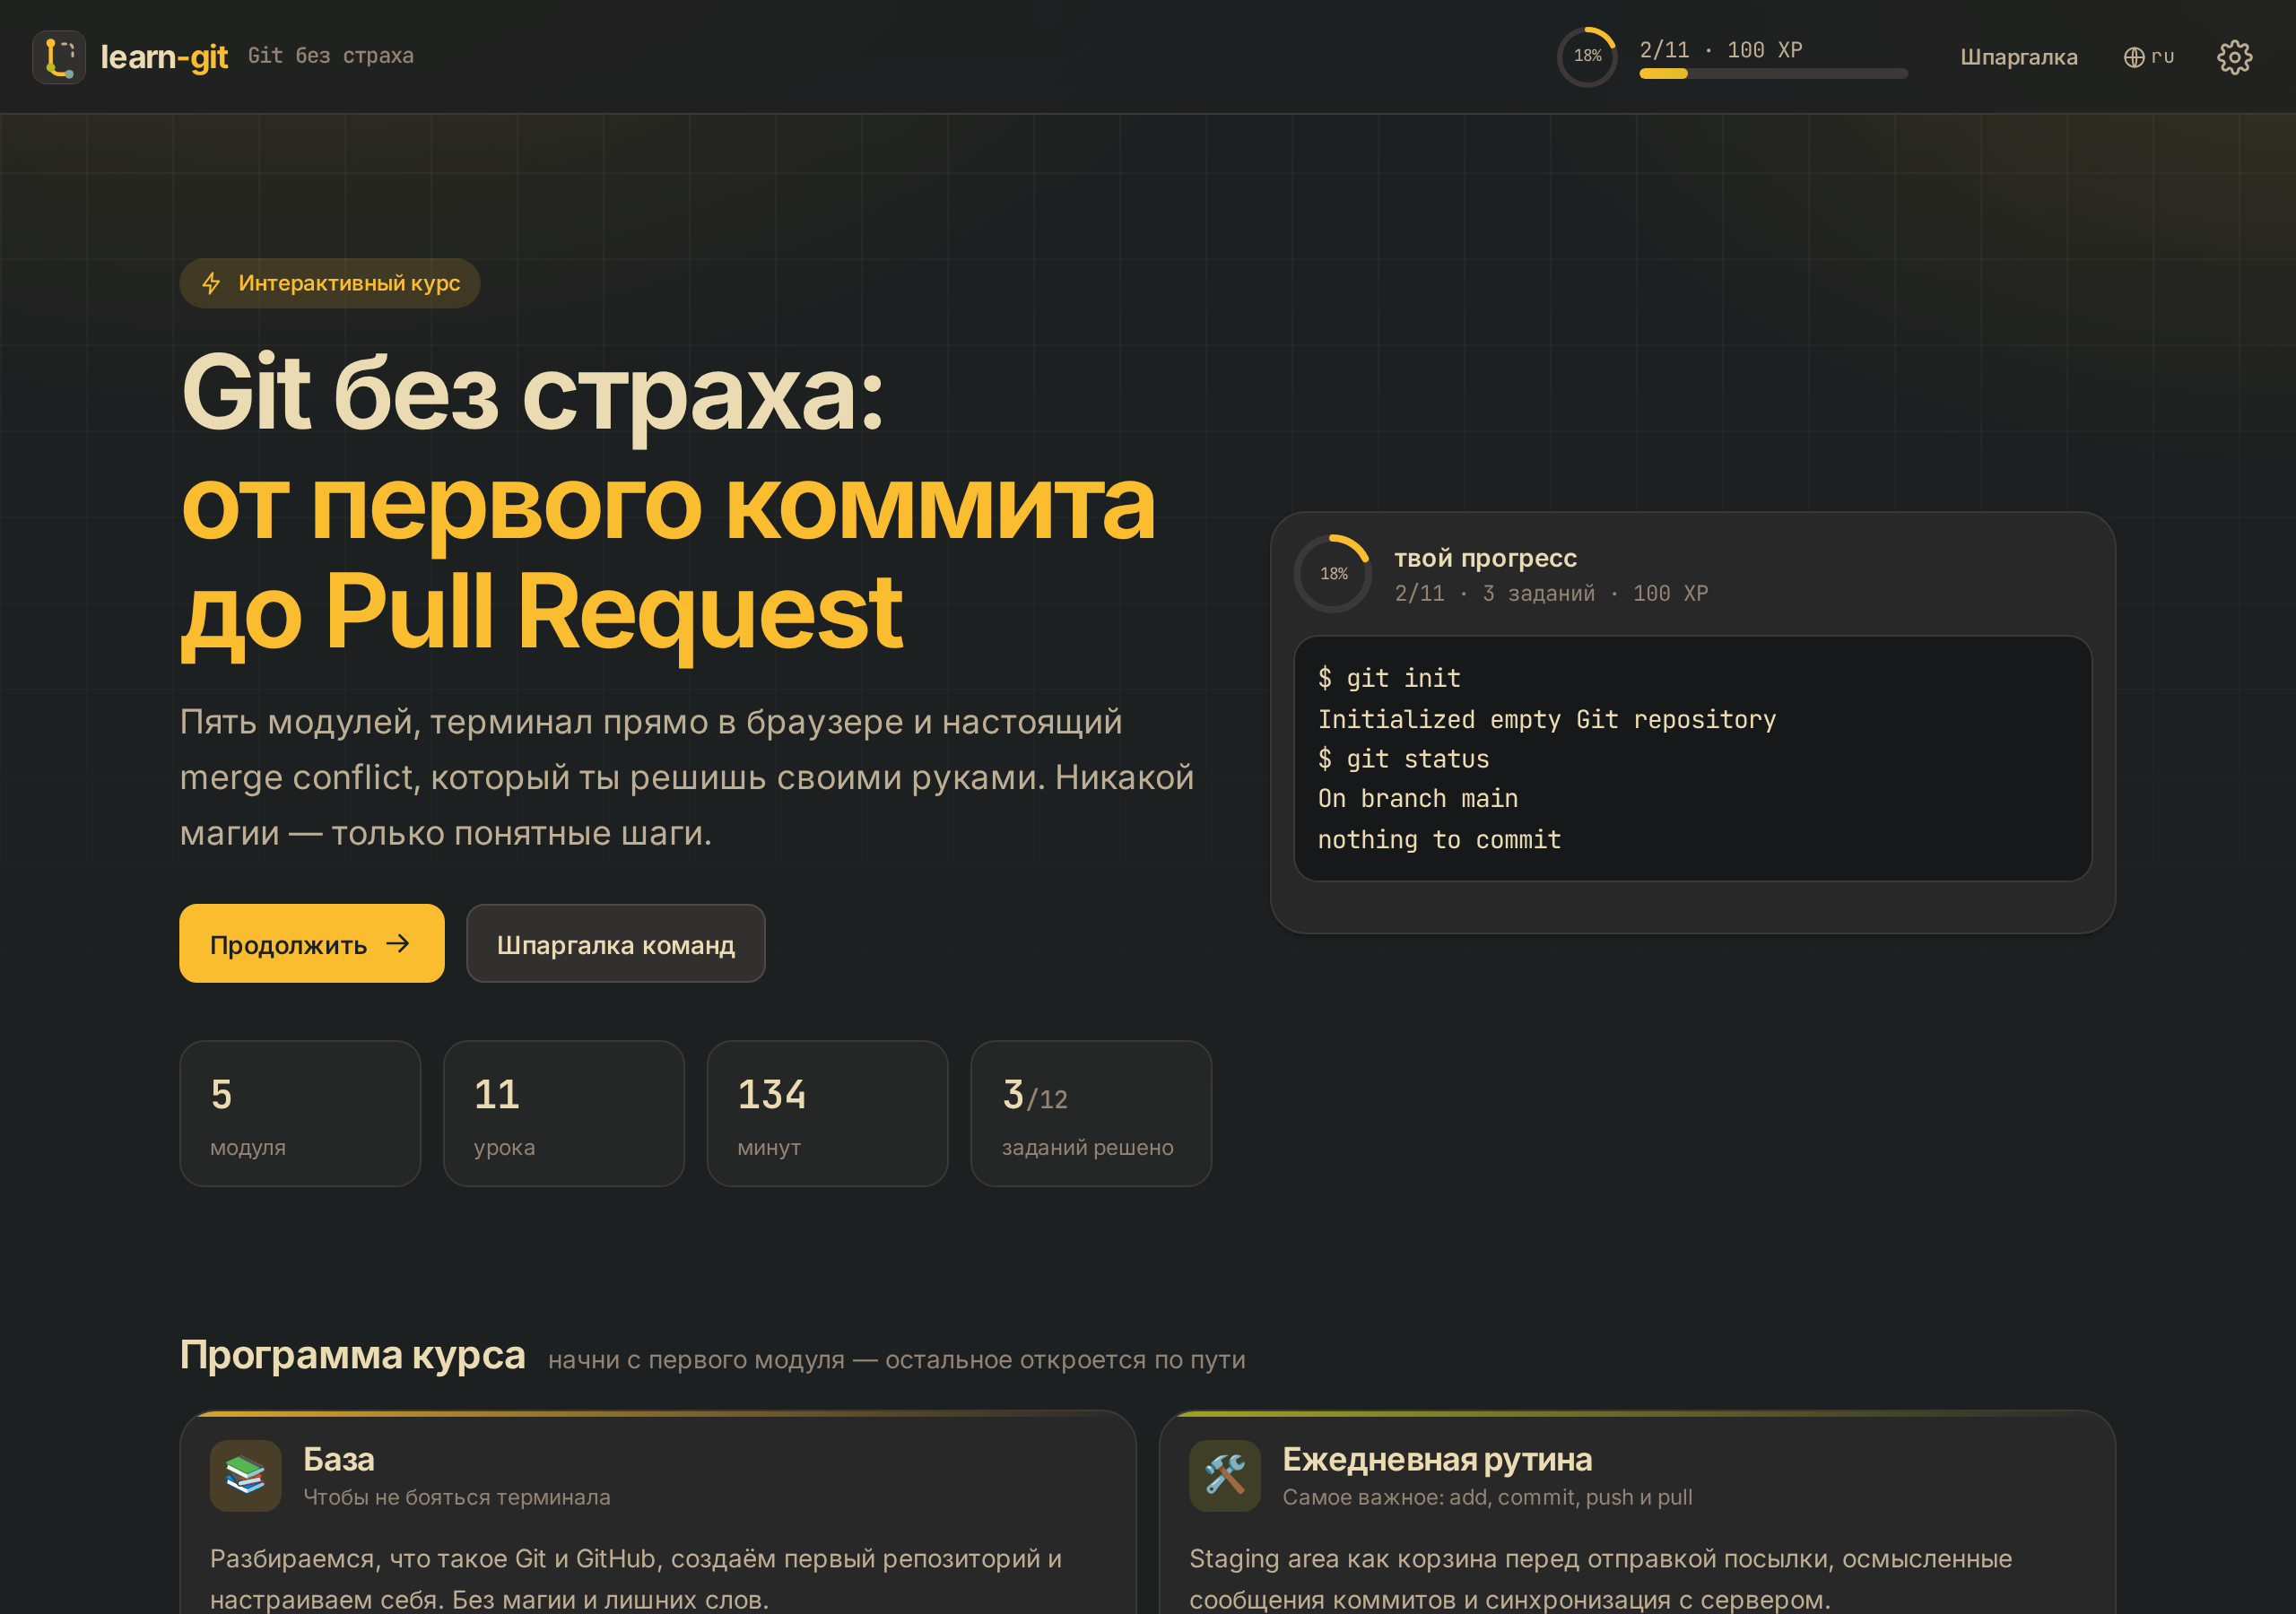 learn-git Git без страха
18% 2/11 · 100 XP Шпаргалка ru
Интерактивный курс
Git без страха:
от первого коммита
до Pull Request
Пять модулей, терминал прямо в браузере и настоящий
merge conflict, который ты решишь своими руками. Никакой
магии — только понятные шаги.
Продолжить → Шпаргалка команд
18% твой прогресс
2/11 · 3 заданий · 100 XP
$ git init
Initialized empty Git repository
$ git status
On branch main
nothing to commit
5
модуля
11
урока
134
минут
3/12
заданий решено
Программа курса начни с первого модуля — остальное откроется по пути
База
Чтобы не бояться терминала
Разбираемся, что такое Git и GitHub, создаём первый репозиторий и
настраиваем себя. Без магии и лишних слов.
Ежедневная рутина
Самое важное: add, commit, push и pull
Staging area как корзина перед отправкой посылки, осмысленные
сообщения коммитов и синхронизация с сервером.